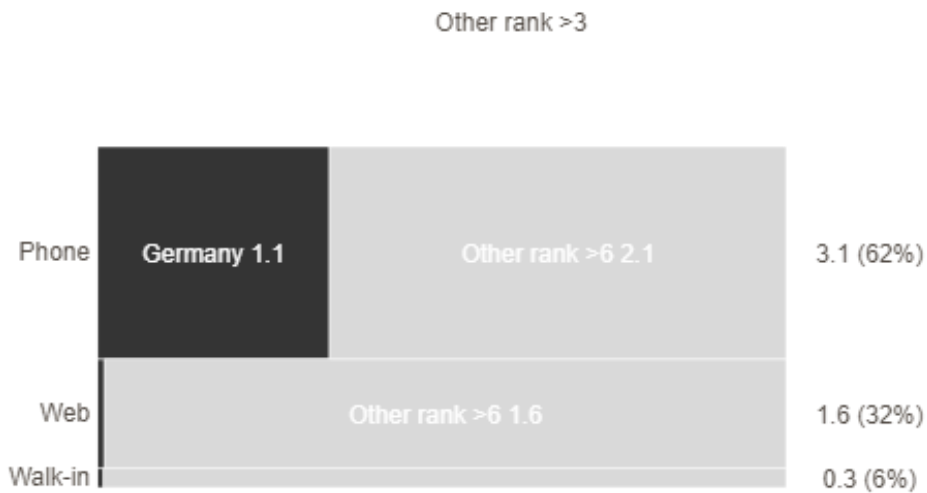 Other rank >3
Phone Germany 1.1 Other rank >6 2.1 3.1 (62%)
Web Other rank >6 1.6 1.6 (32%)
Walk-in 0.3 (6%)